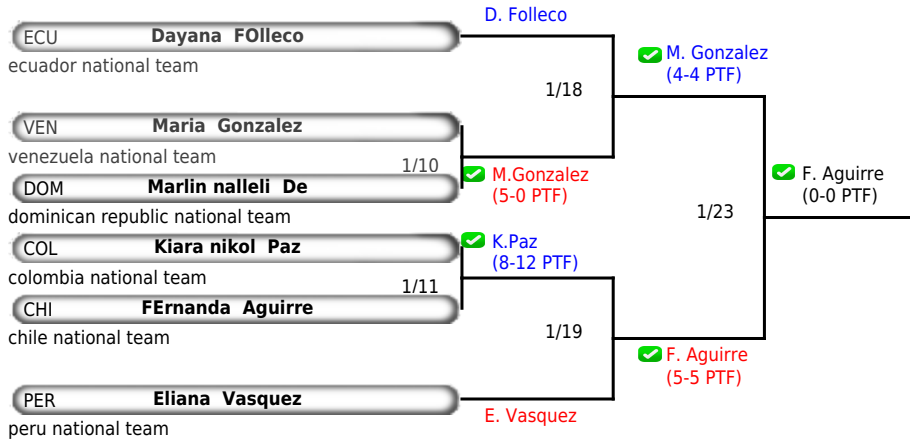 D. Folleco
ECU Dayana FOlleco
ecuador national team
M. Gonzalez
(4-4 PTF)
1/18
VEN Maria Gonzalez
venezuela national team
1/10
M.Gonzalez
(5-0 PTF)
DOM Marlin nalleli De
dominican republic national team
F. Aguirre
(0-0 PTF)
1/23
COL Kiara nikol Paz
colombia national team
K.Paz
(8-12 PTF)
1/11
CHI FErnanda Aguirre
chile national team
1/19
F. Aguirre
(5-5 PTF)
PER Eliana Vasquez
peru national team
E. Vasquez